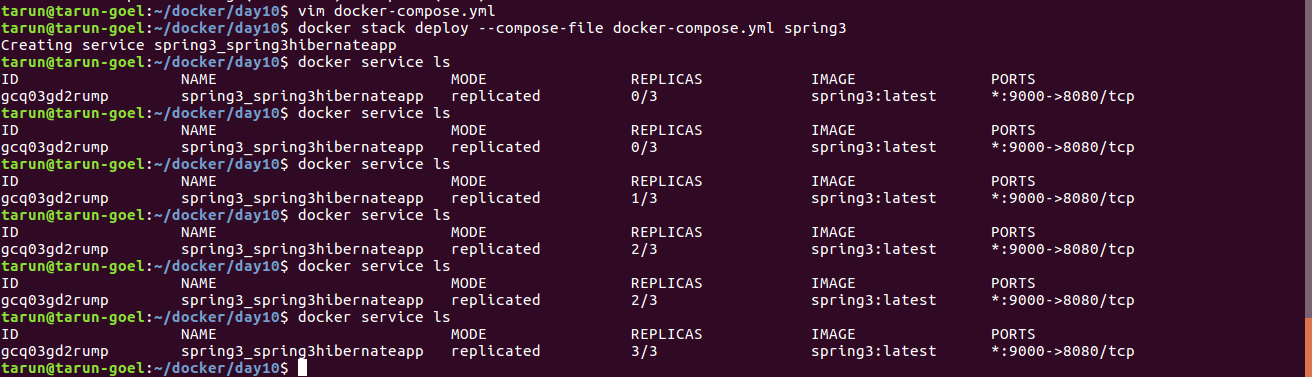 tarun@tarun-goel:~/docker/day10$ vim docker-compose.yml
tarun@tarun-goel:~/docker/day10$ docker stack deploy --compose-file docker-compose.yml spring3
Creating service spring3_spring3hibernateapp
tarun@tarun-goel:~/docker/day10$ docker service ls
ID NAME MODE REPLICAS IMAGE PORTS
gcq03gd2rump spring3_spring3hibernateapp replicated 0/3 spring3:latest *:9000->8080/tcp
tarun@tarun-goel:~/docker/day10$ docker service ls
ID NAME MODE REPLICAS IMAGE PORTS
gcq03gd2rump spring3_spring3hibernateapp replicated 0/3 spring3:latest *:9000->8080/tcp
tarun@tarun-goel:~/docker/day10$ docker service ls
ID NAME MODE REPLICAS IMAGE PORTS
gcq03gd2rump spring3_spring3hibernateapp replicated 1/3 spring3:latest *:9000->8080/tcp
tarun@tarun-goel:~/docker/day10$ docker service ls
ID NAME MODE REPLICAS IMAGE PORTS
gcq03gd2rump spring3_spring3hibernateapp replicated 2/3 spring3:latest *:9000->8080/tcp
tarun@tarun-goel:~/docker/day10$ docker service ls
ID NAME MODE REPLICAS IMAGE PORTS
gcq03gd2rump spring3_spring3hibernateapp replicated 2/3 spring3:latest *:9000->8080/tcp
tarun@tarun-goel:~/docker/day10$ docker service ls
ID NAME MODE REPLICAS IMAGE PORTS
gcq03gd2rump spring3_spring3hibernateapp replicated 3/3 spring3:latest *:9000->8080/tcp
tarun@tarun-goel:~/docker/day10$